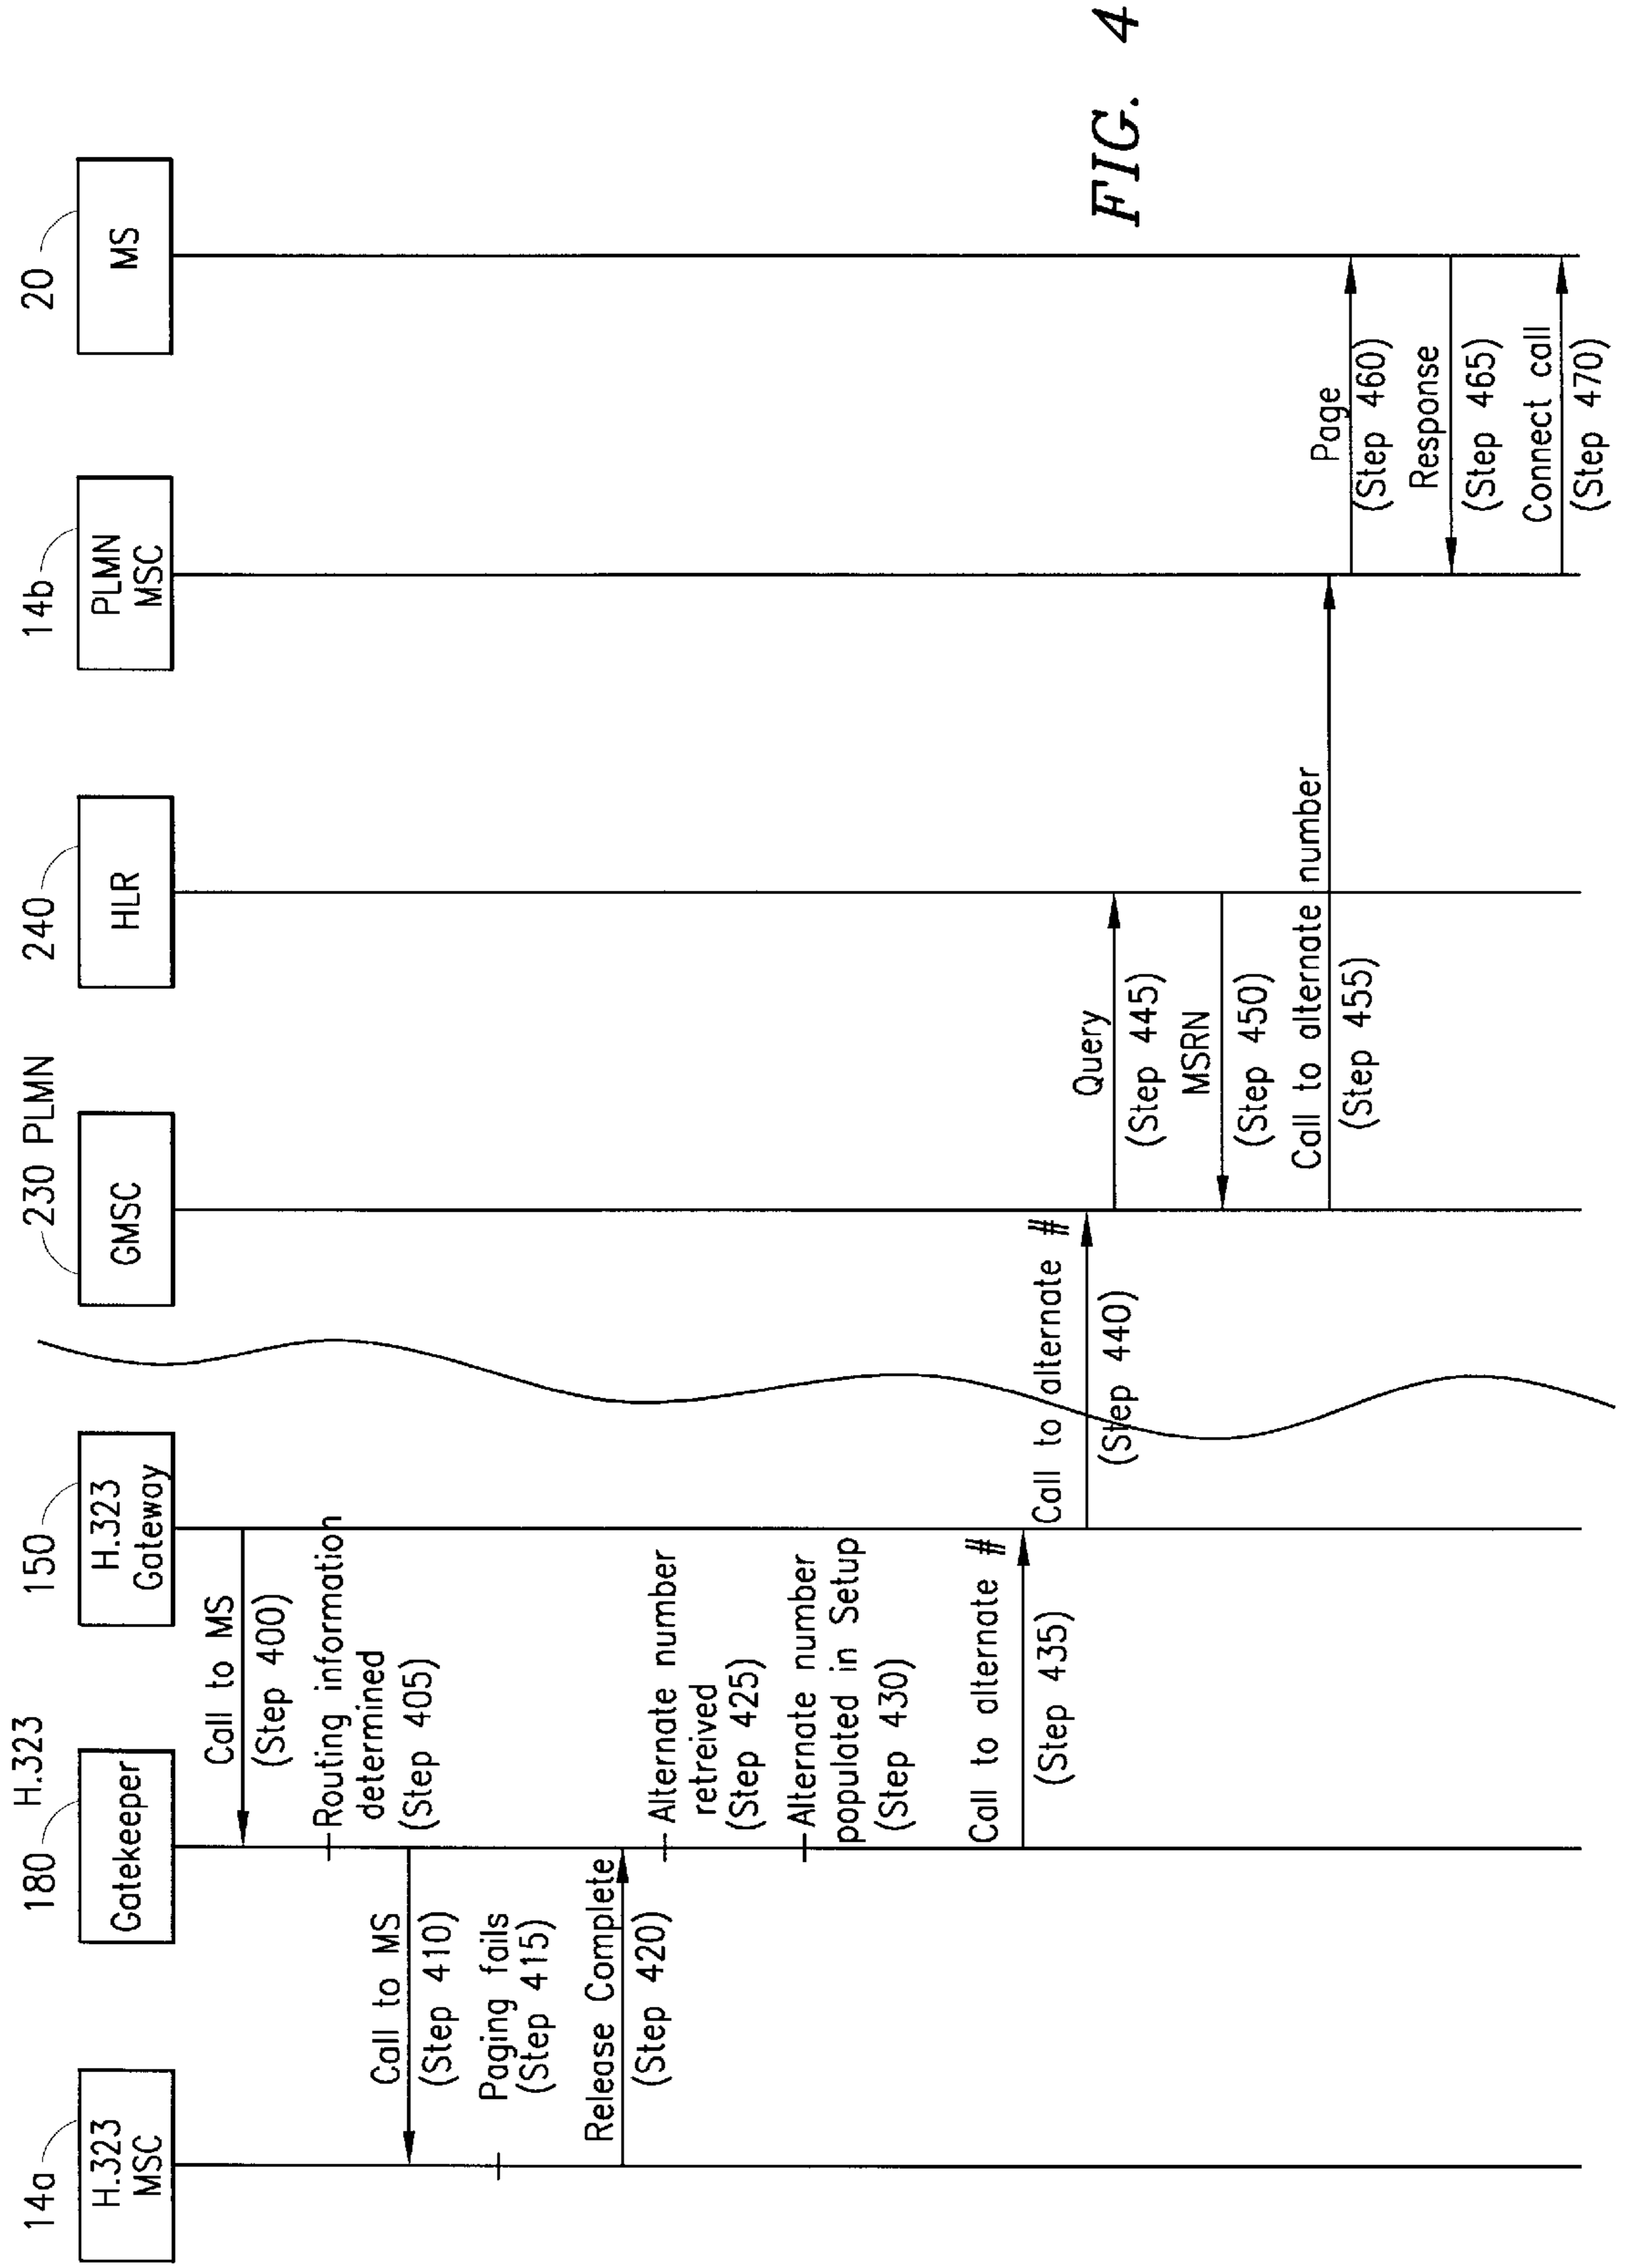 H.323
230 PLMN
14a
180
150
240
14b
20
H.323
MSC
Gatekeeper
H.323
Gateway
GMSC
HLR
PLMN
MSC
MS
Call to MS
(Step 400)
Routing information
determined
(Step 405)
Call to MS
(Step 410)
Paging fails
(Step 415)
Release Complete
(Step 420)
Alternate number
retreived
(Step 425)
Alternate number
populated in Setup
(Step 430)
Call to alternate #
(Step 435)
Call to alternate #
(Step 440)
Query
(Step 445)
MSRN
(Step 450)
Call to alternate number
(Step 455)
Page
(Step 460)
Response
(Step 465)
Connect call
(Step 470)
FIG. 4